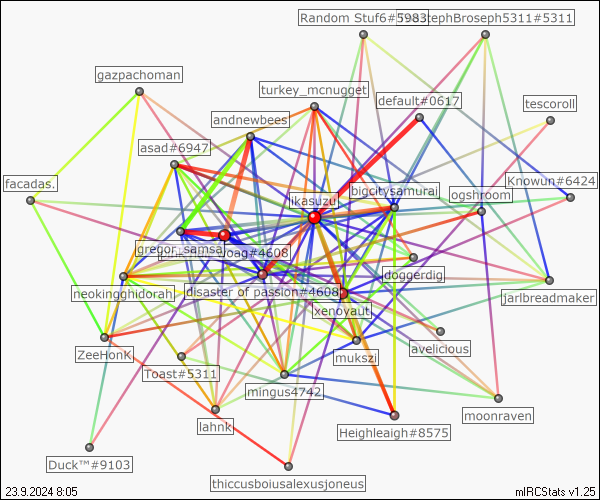 Random Stuf6#5983
ephBroseph5311#5311
gazpachoman
turkey_mcnugget
default#0617
tescoroll
andnewbees
asad#6947
facadas.
ikasuzu
bigcitysamurai
ogshroom
Knowun#6424
gregor_samsa
oag#4608
doggerdig
neokingghidorah
disaster of passion#4608
jarlbreadmaker
xenoyaut
ZeeHonk
mukszi
avelicious
Toast#5311
mingus4742
lahnk
moonraven
Heighleaigh#8575
Duck™#9103
thiccusboiusalexusjoneus
23.9.2024 8:05
mIRCStats v1.25